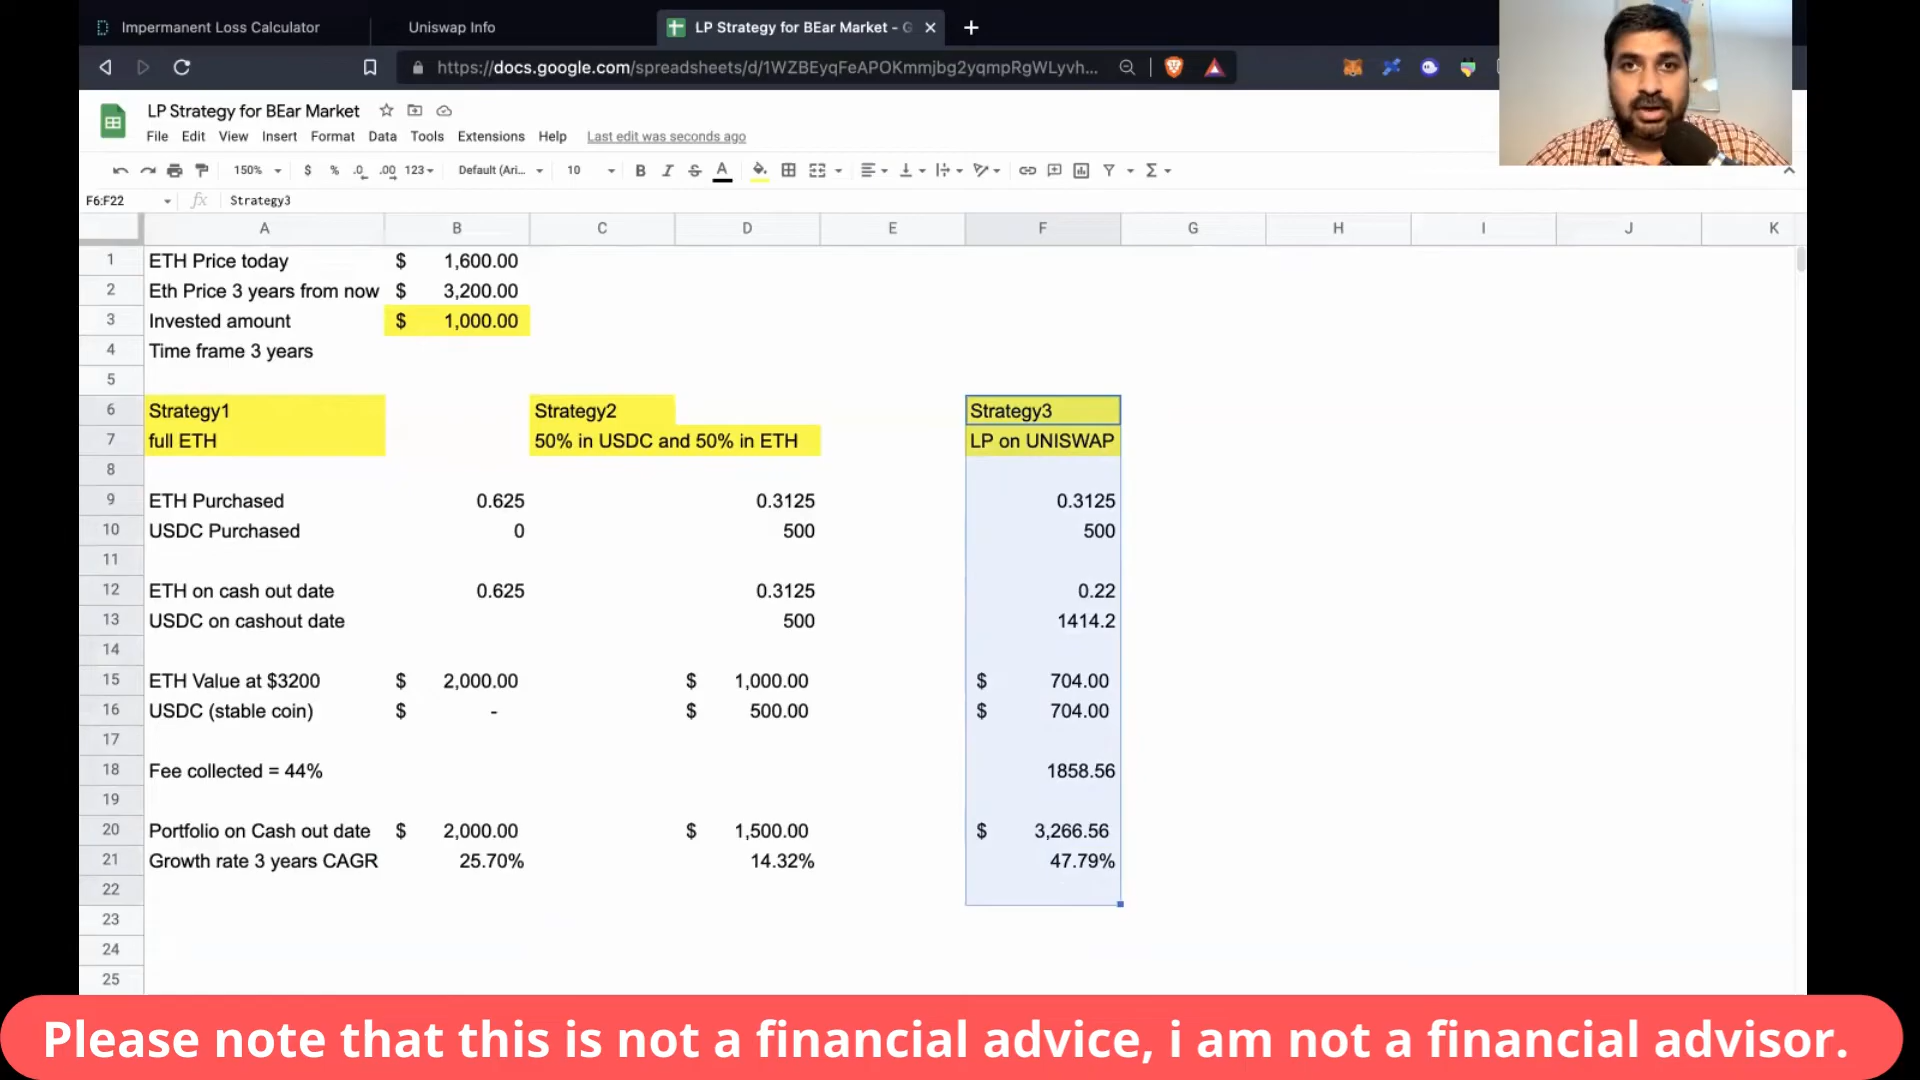 Impermanent Loss Calculator
Uniswap Info
LP Strategy for BEar Market - G
https://docs.google.com/spreadsheets/d/1WZBEyqFeAPOKmmjbg2yqmpRgWLyvh...
LP Strategy for BEar Market
File Edit View Insert Format Data Tools Extensions Help Last edit was seconds ago
150% $ % .0 .00 123 Default (Ari... 10 B I S A
F6:F22 fx Strategy3
A B C D E F G H I J K
1 ETH Price today $ 1,600.00
2 Eth Price 3 years from now $ 3,200.00
3 Invested amount $ 1,000.00
4 Time frame 3 years
5
6 Strategy1 Strategy2 Strategy3
7 full ETH 50% in USDC and 50% in ETH LP on UNISWAP
8
9 ETH Purchased 0.625 0.3125 0.3125
10 USDC Purchased 0 500 500
11
12 ETH on cash out date 0.625 0.3125 0.22
13 USDC on cashout date 500 1414.2
14
15 ETH Value at $3200 $ 2,000.00 $ 1,000.00 $ 704.00
16 USDC (stable coin) $ - $ 500.00 $ 704.00
17
18 Fee collected = 44% 1858.56
19
20 Portfolio on Cash out date $ 2,000.00 $ 1,500.00 $ 3,266.56
21 Growth rate 3 years CAGR 25.70% 14.32% 47.79%
22
23
24
25
Please note that this is not a financial advice, i am not a financial advisor.